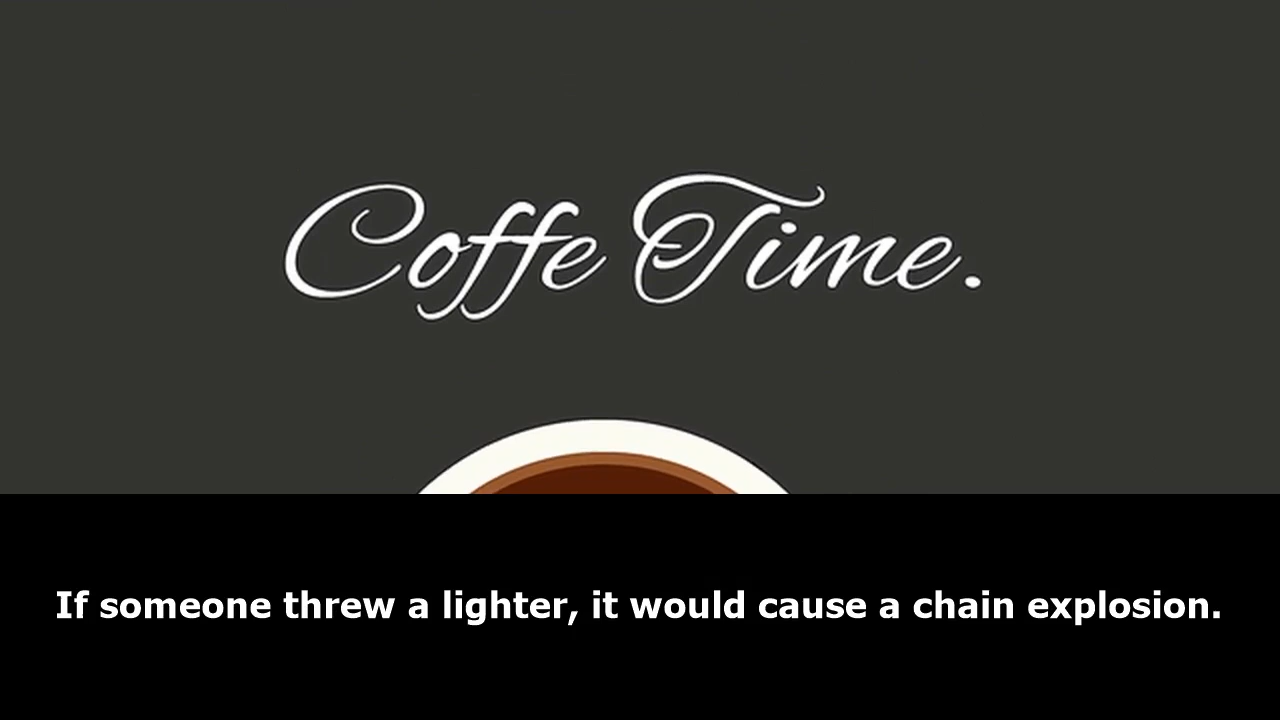 Coffe Time.
If someone threw a lighter, it would cause a chain explosion.